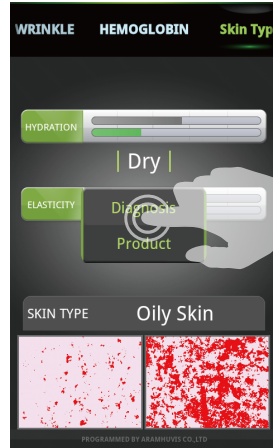 WRINKLE HEMOGLOBIN Skin Typ
HYDRATION
| Dry |
ELASTICITY
Diagnosis
Product
SKIN TYPE Oily Skin
PROGRAMMED BY ARAMHUVIS CO.,LTD